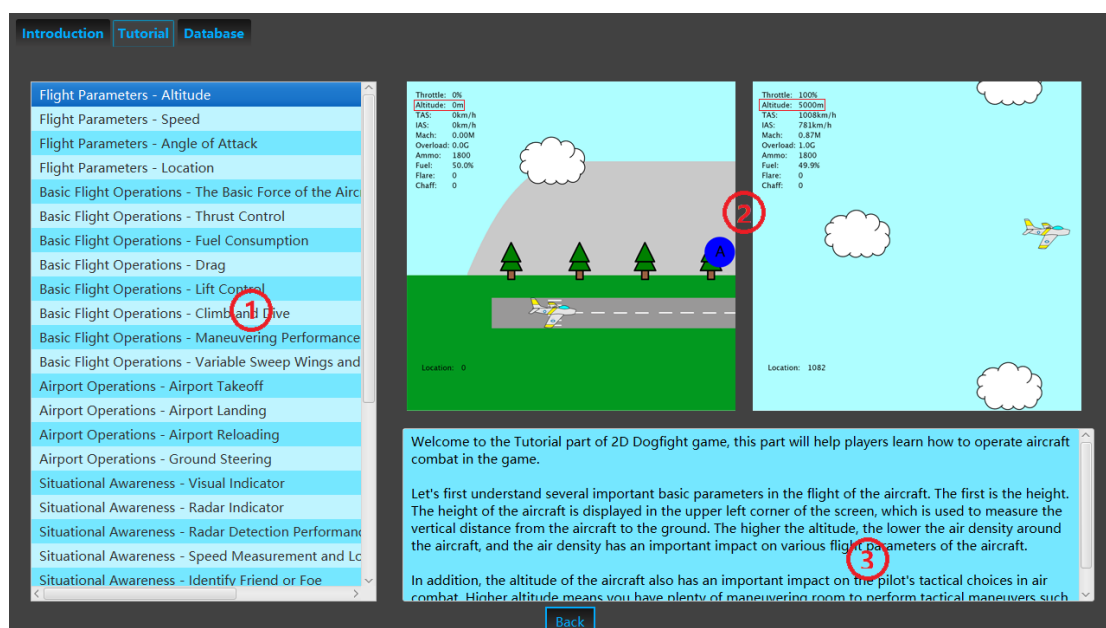 Introduction Tutorial Database
Flight Parameters - Altitude
Flight Parameters - Speed
Flight Parameters - Angle of Attack
Flight Parameters - Location
Basic Flight Operations - The Basic Force of the Airc
Basic Flight Operations - Thrust Control
Basic Flight Operations - Fuel Consumption
Basic Flight Operations - Drag
Basic Flight Operations - Lift Control
Basic Flight Operations - Climb and Dive
Basic Flight Operations - Maneuvering Performance
Basic Flight Operations - Variable Sweep Wings and
Airport Operations - Airport Takeoff
Airport Operations - Airport Landing
Airport Operations - Airport Reloading
Airport Operations - Ground Steering
Situational Awareness - Visual Indicator
Situational Awareness - Radar Indicator
Situational Awareness - Radar Detection Performanc
Situational Awareness - Speed Measurement and Lo
Situational Awareness - Identify Friend or Foe
1
Throttle: 0%
Altitude: 0m
TAS: 0km/h
IAS: 0km/h
Mach: 0.00M
Overload: 0.0G
Ammo: 1800
Fuel: 50.0%
Flare: 0
Chaff: 0
A
Location: 0
2
Throttle: 100%
Altitude: 5000m
TAS: 1008km/h
IAS: 781km/h
Mach: 0.87M
Overload: 1.0G
Ammo: 1800
Fuel: 49.9%
Flare: 0
Chaff: 0
Location: 1082
Welcome to the Tutorial part of 2D Dogfight game, this part will help players learn how to operate aircraft
combat in the game.
Let's first understand several important basic parameters in the flight of the aircraft. The first is the height.
The height of the aircraft is displayed in the upper left corner of the screen, which is used to measure the
vertical distance from the aircraft to the ground. The higher the altitude, the lower the air density around
the aircraft, and the air density has an important impact on various flight parameters of the aircraft.
3
In addition, the altitude of the aircraft also has an important impact on the pilot's tactical choices in air
combat. Higher altitude means you have plenty of maneuvering room to perform tactical maneuvers such
Back